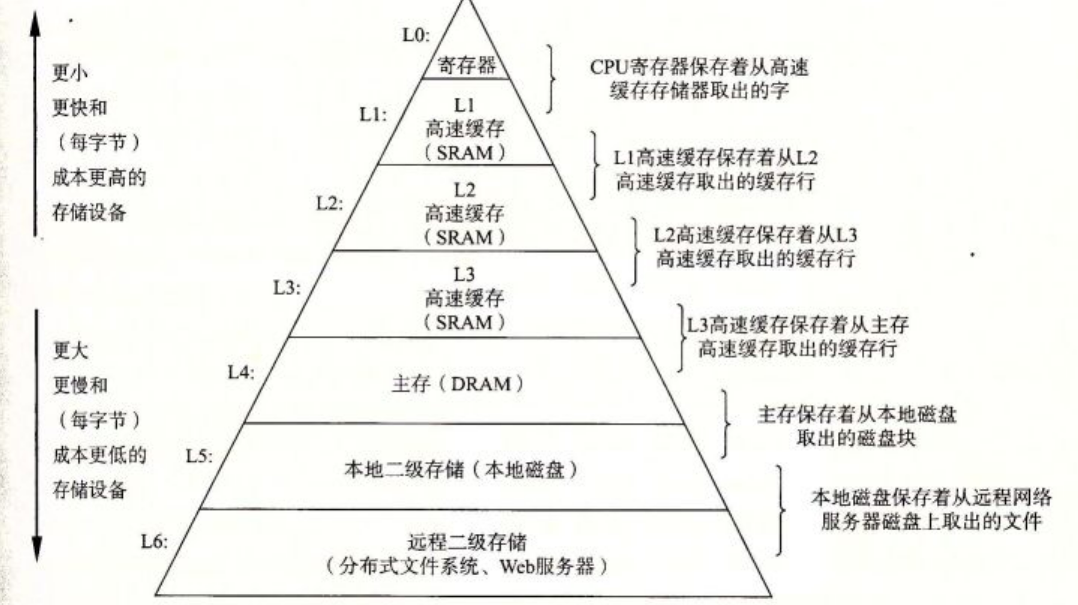 更小
更快和
（每字节）
成本更高的
存储设备
更大
更慢和
（每字节）
成本更低的
存储设备
L0:
寄存器
L1:
L1
高速缓存
（SRAM）
L2:
L2
高速缓存
（SRAM）
L3:
L3
高速缓存
（SRAM）
L4:
主存（DRAM）
L5:
本地二级存储（本地磁盘）
L6:
远程二级存储
（分布式文件系统、Web服务器）
CPU寄存器保存着从高速
缓存存储器取出的字
L1高速缓存保存着从L2
高速缓存取出的缓存行
L2高速缓存保存着从L3
高速缓存取出的缓存行
L3高速缓存保存着从主存
高速缓存取出的缓存行
主存保存着从本地磁盘
取出的磁盘块
本地磁盘保存着从远程网络
服务器磁盘上取出的文件